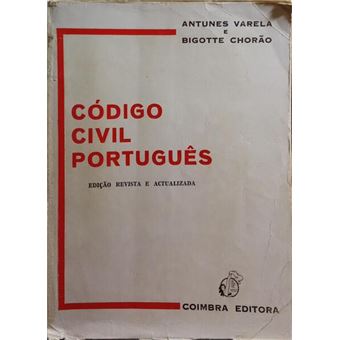 ANTUNES VARELA
E
BIGOTTE CHORÃO
CÓDIGO
CIVIL
PORTUGUÊS
EDIÇÃO REVISTA E ACTUALIZADA
COIMBRA EDITORA